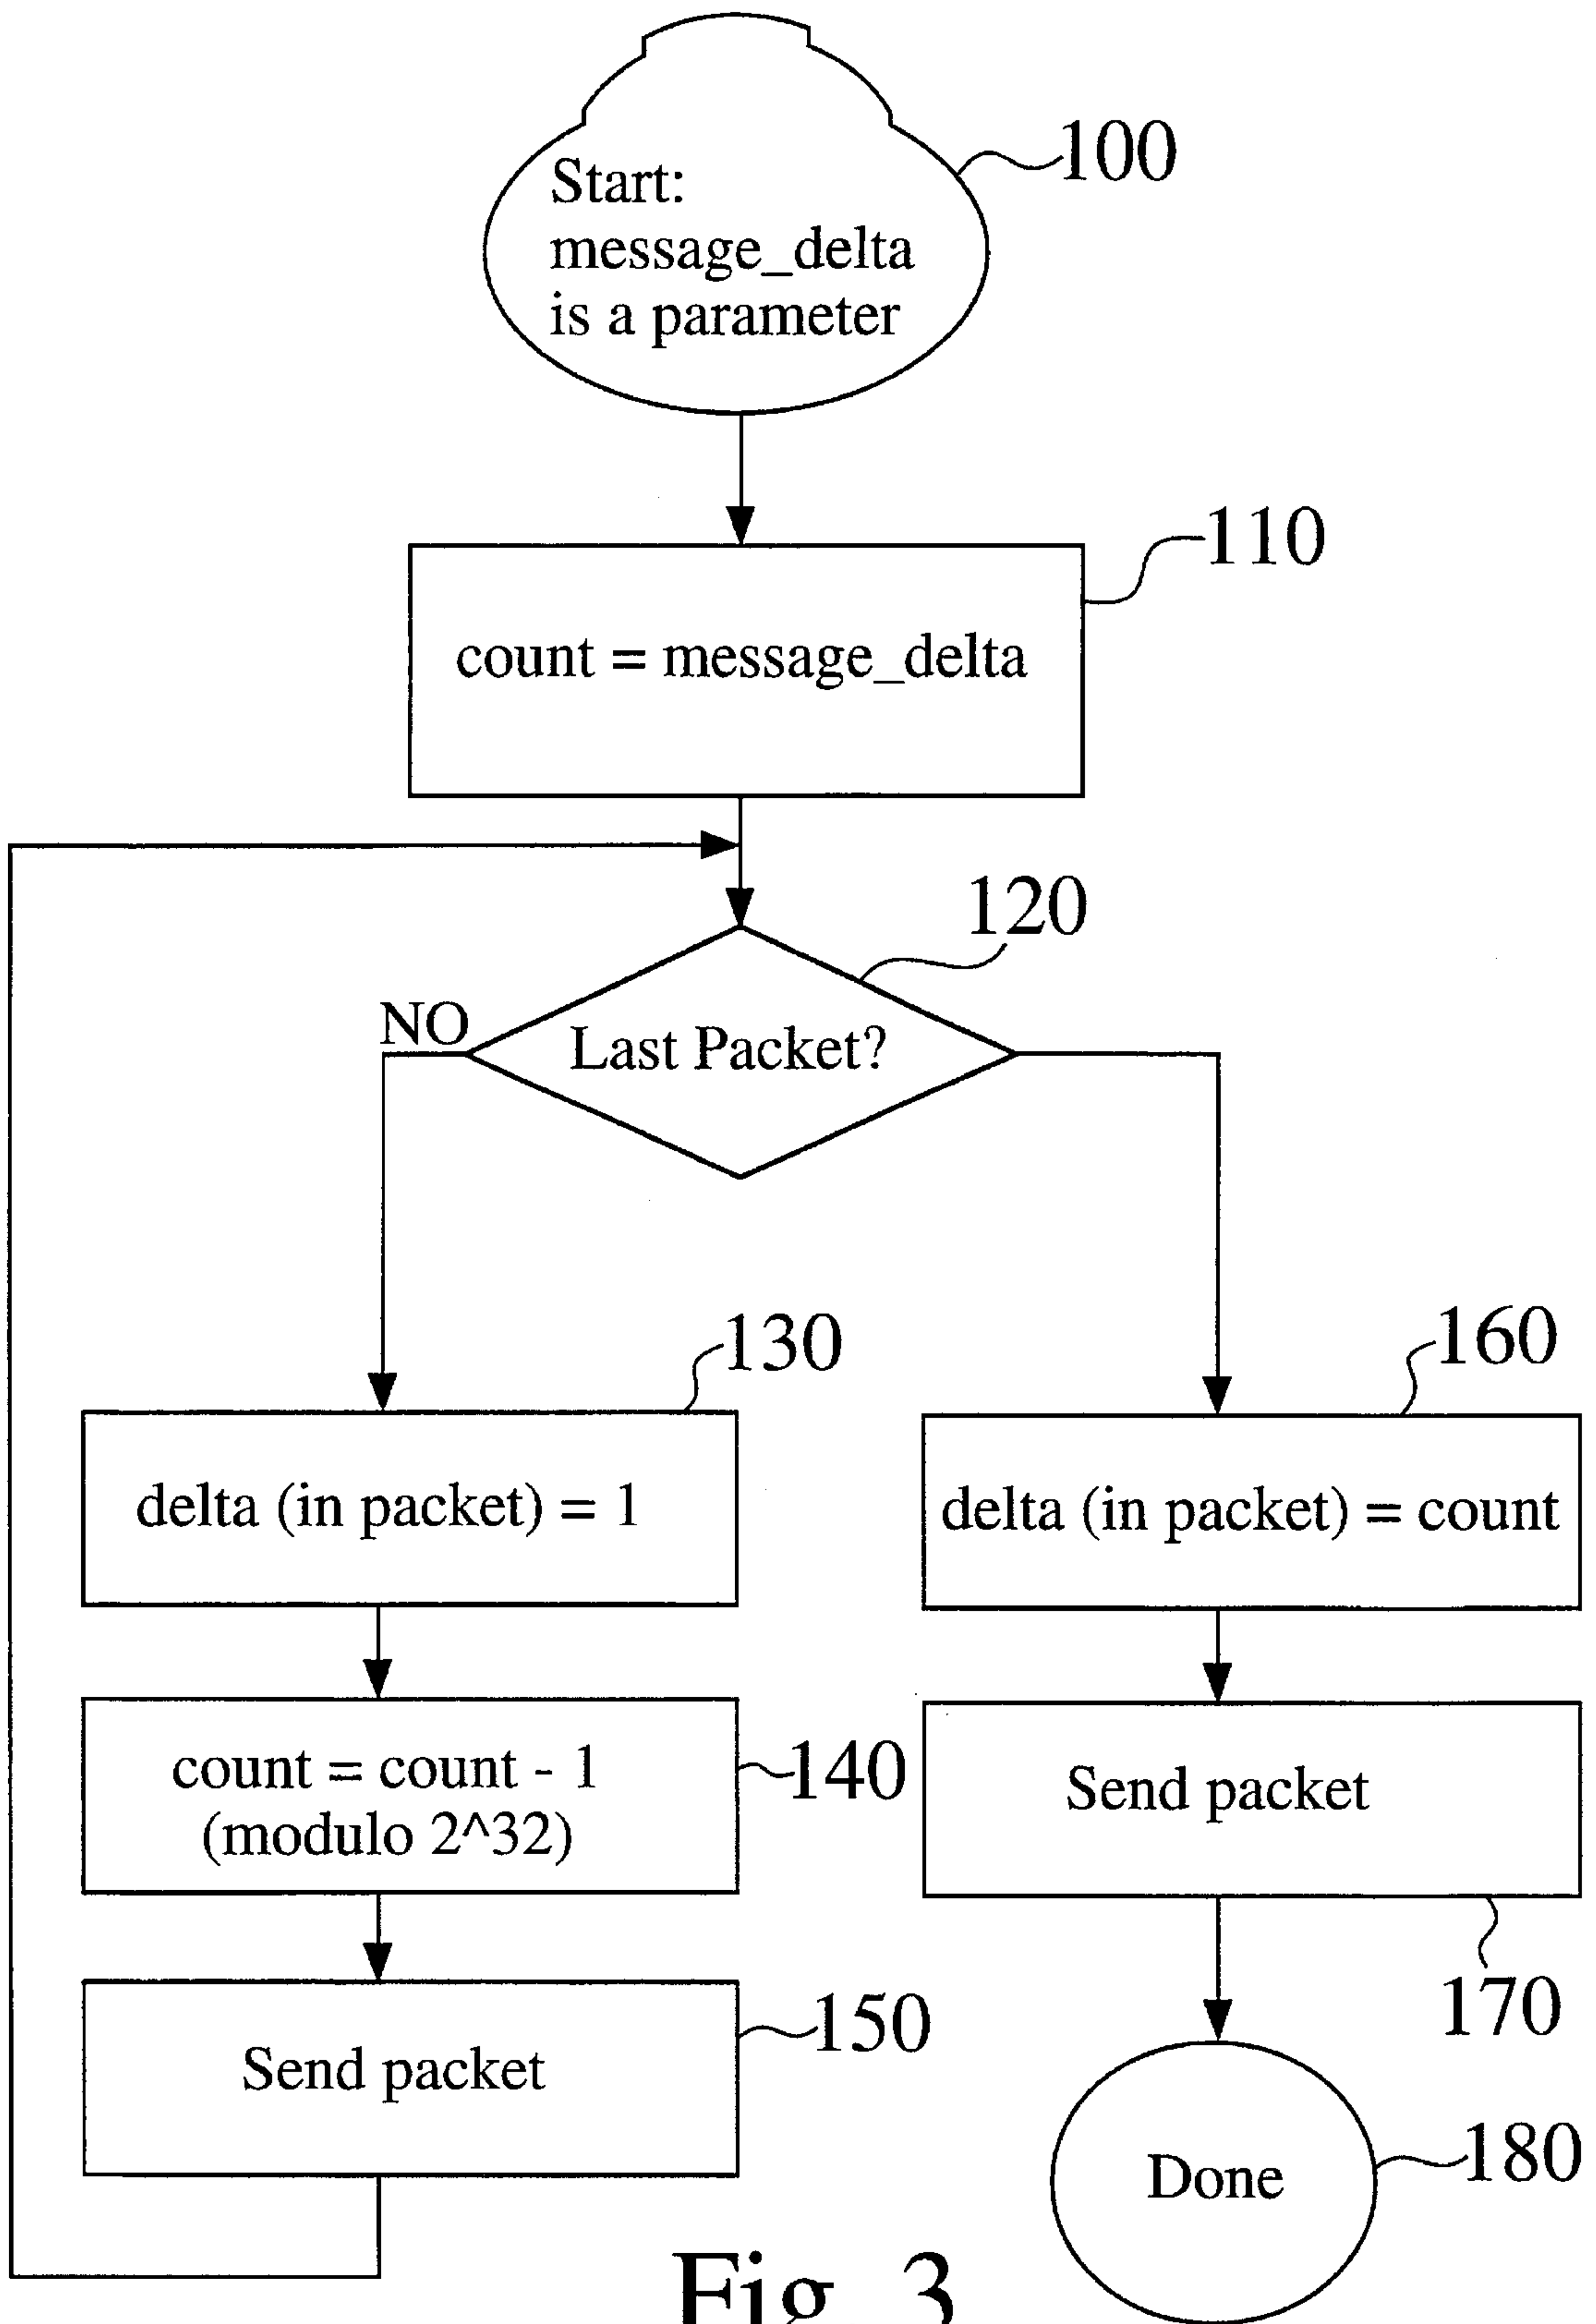 Start:
message_delta
is a parameter
100
count = message_delta
110
120
NO
Last Packet?
130
160
delta (in packet) = 1
delta (in packet) = count
count = count - 1
(modulo 2^32)
140
Send packet
170
Send packet
150
Done
180
Fig. 3